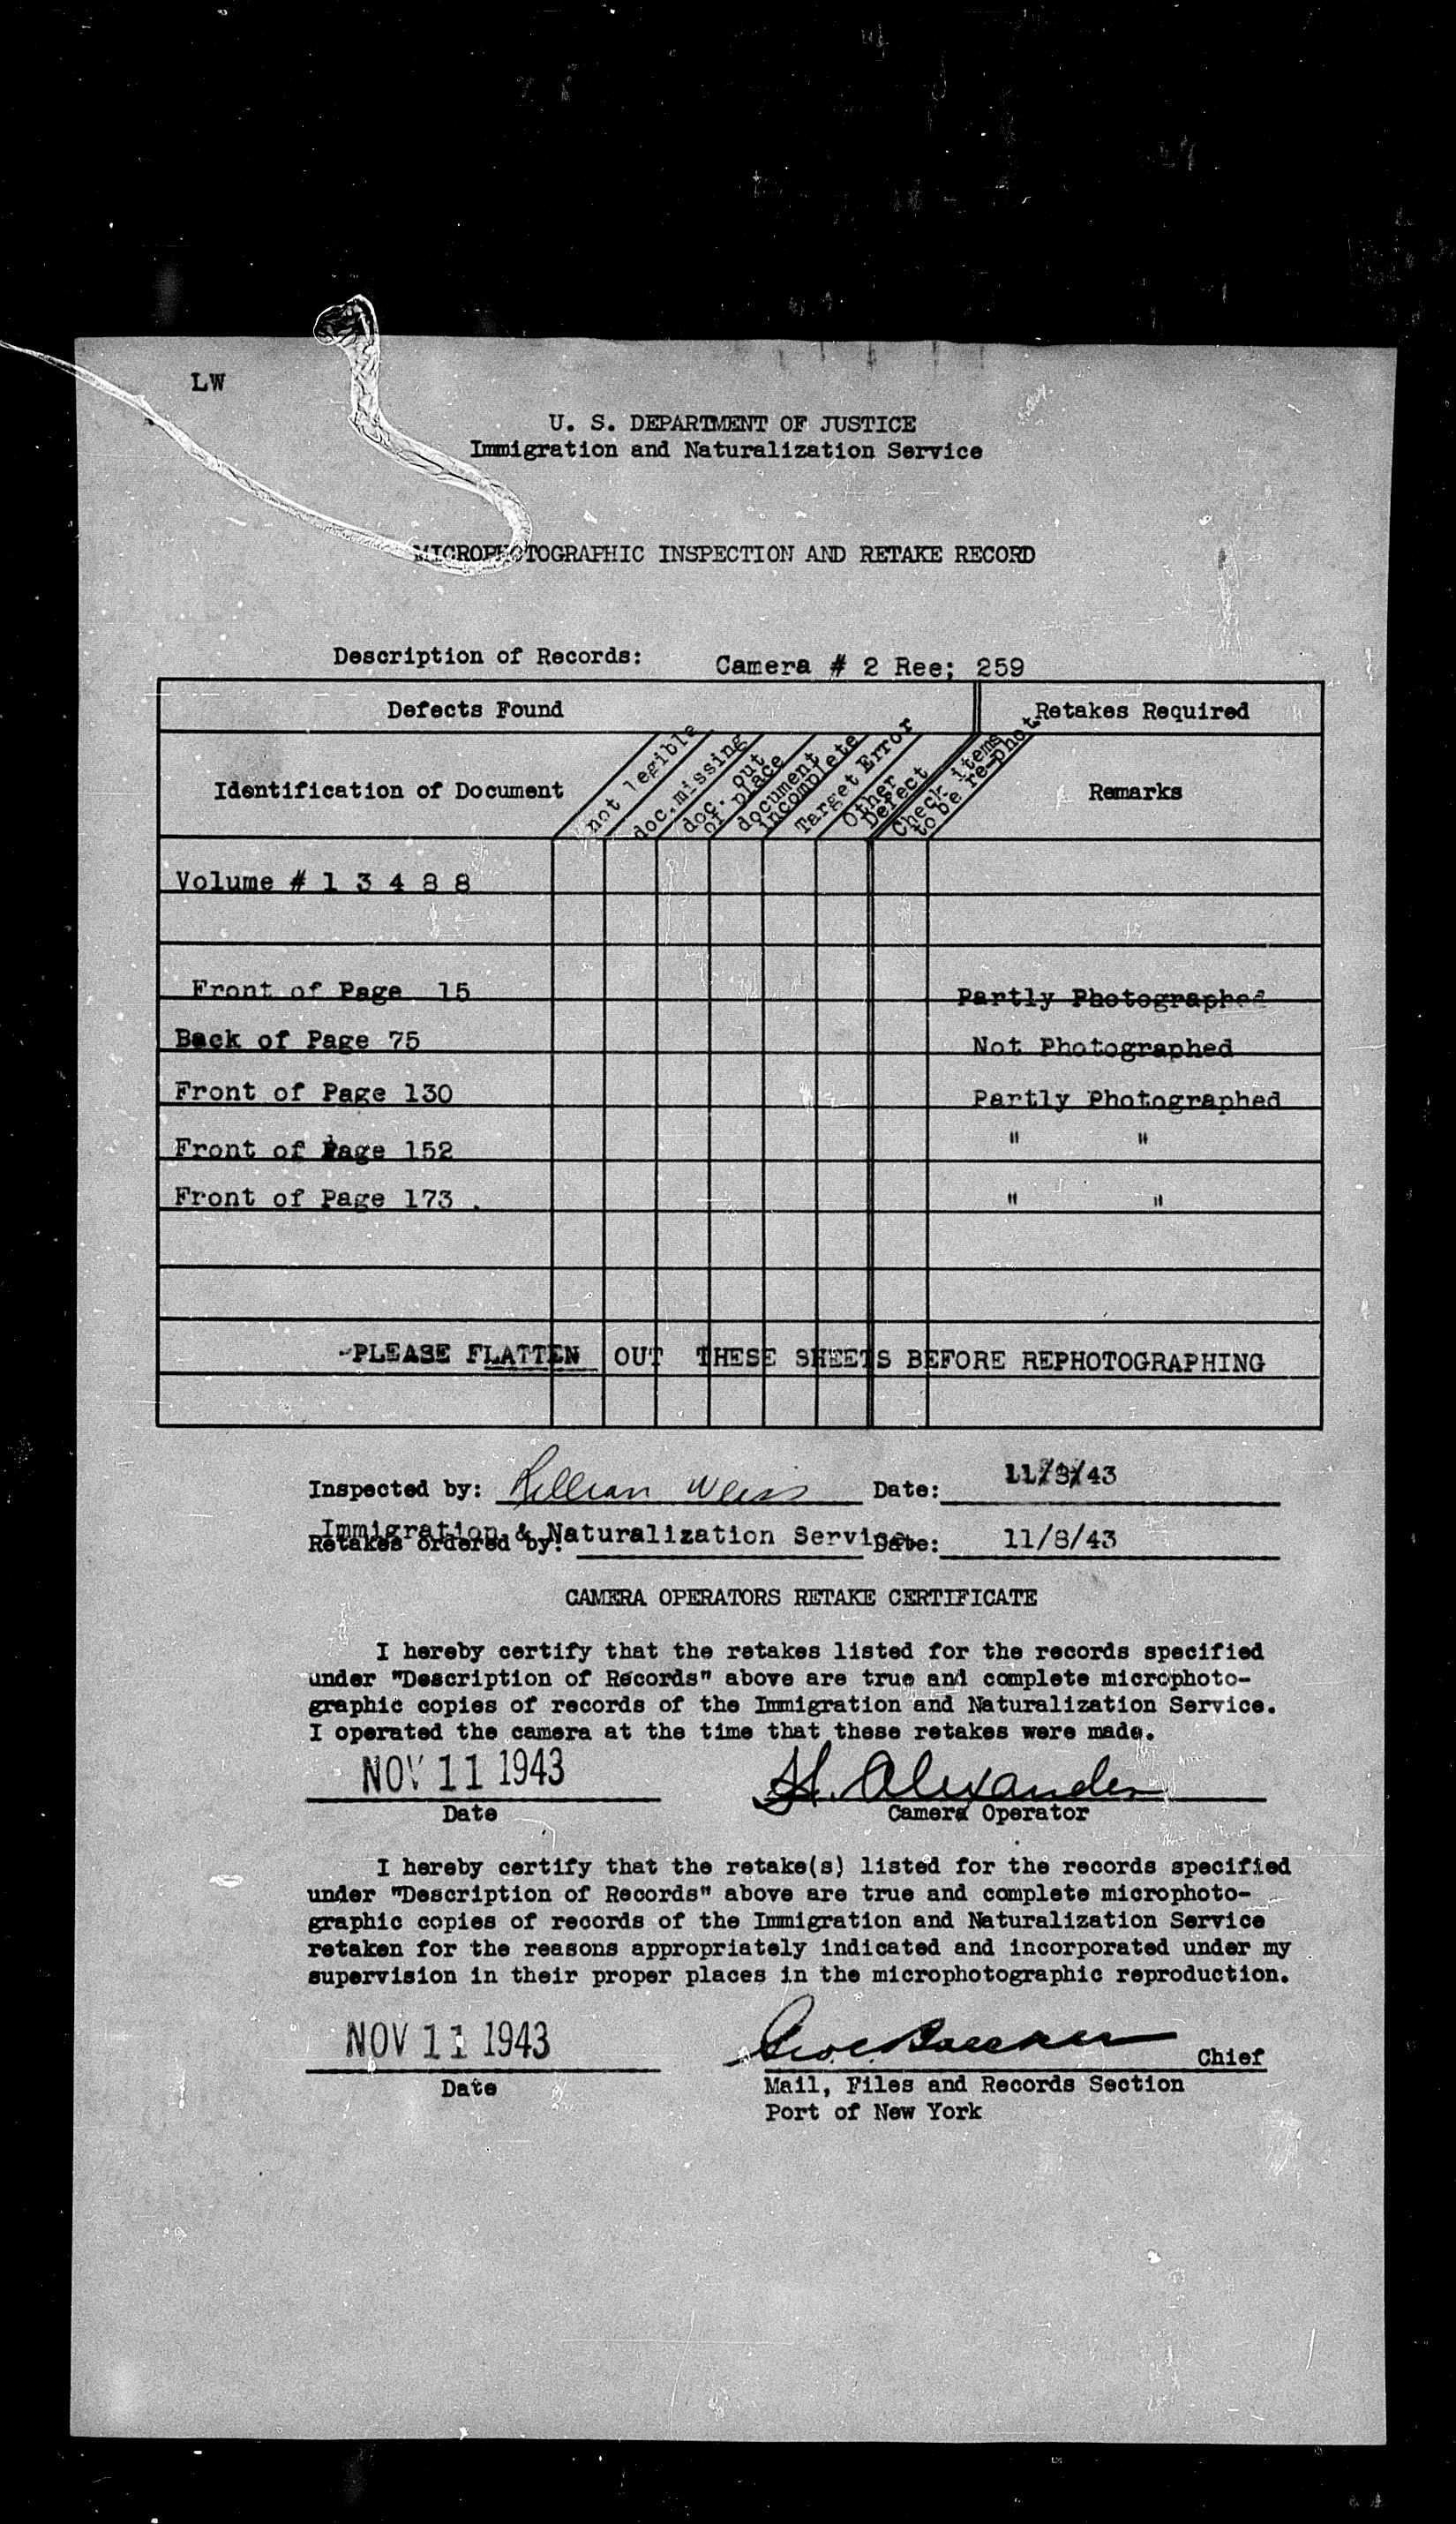 LW
U. S. DEPARTMENT OF JUSTICE
Immigration and Naturalization Service
MICROPHOTOGRAPHIC INSPECTION AND RETAKE RECORD
Description of Records: Camera # 2 Ree; 259
Defects Found Retakes Required
Identification of Document
not legible
doc. missing
doc. out
of place
document
incomplete
Target Error
Other
Defect
Check items
to be re-phot
Remarks
Volume # 1 3 4 8 8
Front of Page 15 Partly Photographed
Back of Page 75 Not Photographed
Front of Page 130 Partly Photographed
Front of Page 152 " "
Front of Page 173 . " "
-PLEASE FLATTEN OUT THESE SHEETS BEFORE REPHOTOGRAPHING
Inspected by: Lillian Weiss Date: 11/8/43
Immigration & Naturalization Service
Retakes ordered by: Date: 11/8/43
CAMERA OPERATORS RETAKE CERTIFICATE
I hereby certify that the retakes listed for the records specified
under "Description of Records" above are true and complete microphoto-
graphic copies of records of the Immigration and Naturalization Service.
I operated the camera at the time that these retakes were made.
NOV 11 1943 H. Alexander
Date Camera Operator
I hereby certify that the retake(s) listed for the records specified
under "Description of Records" above are true and complete microphoto-
graphic copies of records of the Immigration and Naturalization Service
retaken for the reasons appropriately indicated and incorporated under my
supervision in their proper places in the microphotographic reproduction.
NOV 11 1943 Chief
Date Mail, Files and Records Section
Port of New York